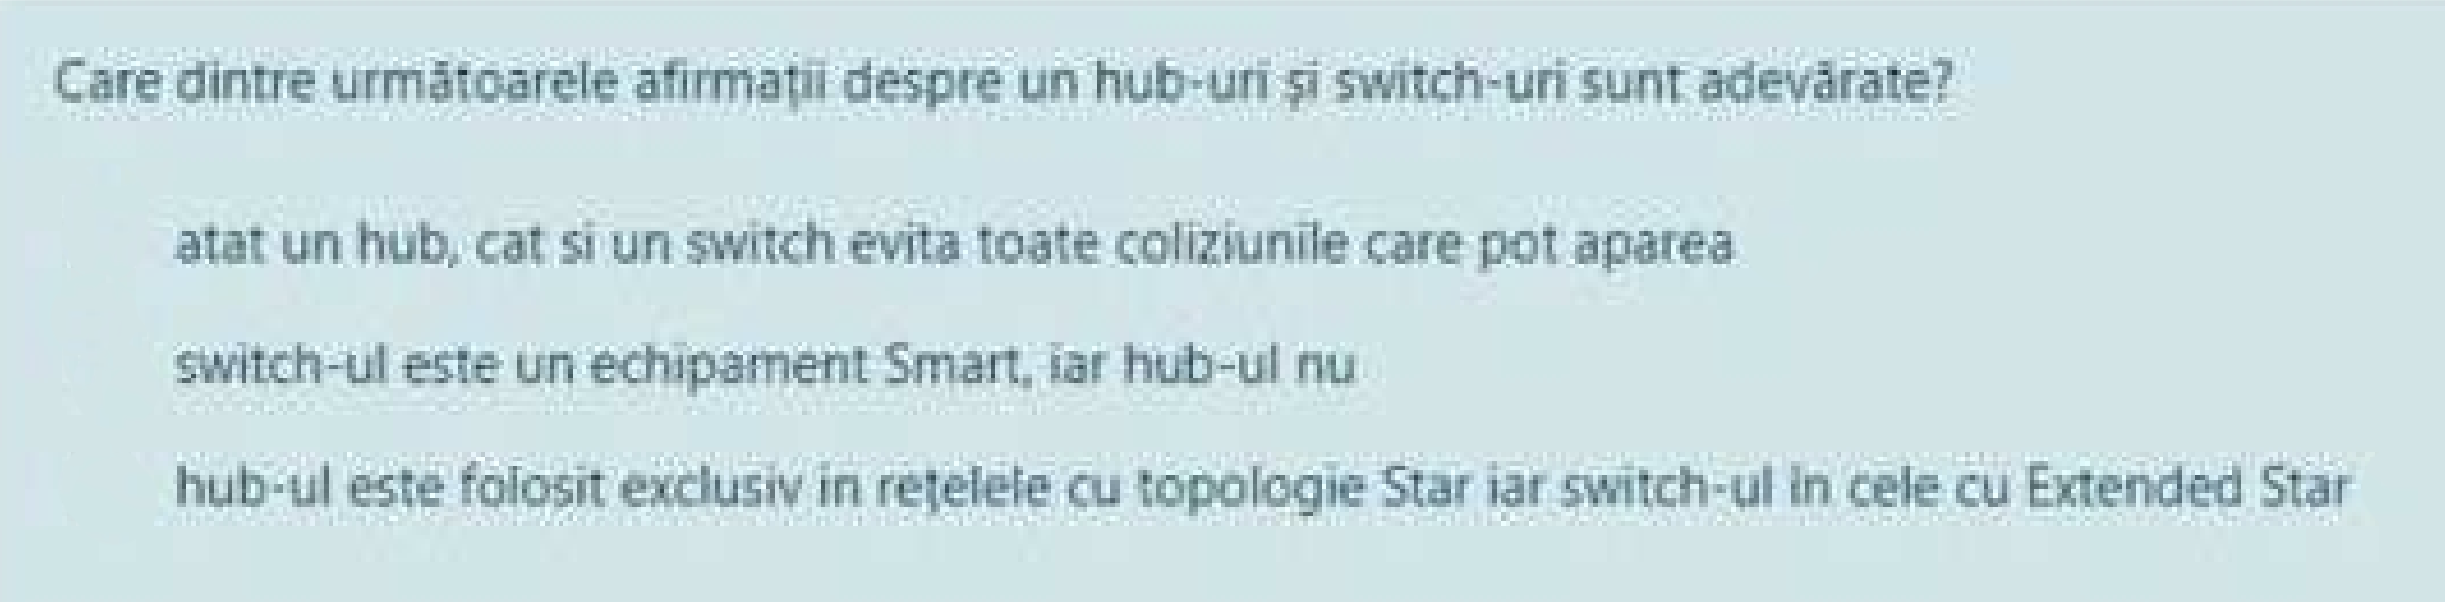 Care dintre următoarele afirmații despre un hub-uri și switch-uri sunt adevărate?
atat un hub, cat si un switch evita toate coliziunile care pot aparea
switch-ul este un echipament Smart, iar hub-ul nu
hub-ul este folosit exclusiv in rețelele cu topologie Star iar switch-ul in cele cu Extended Star